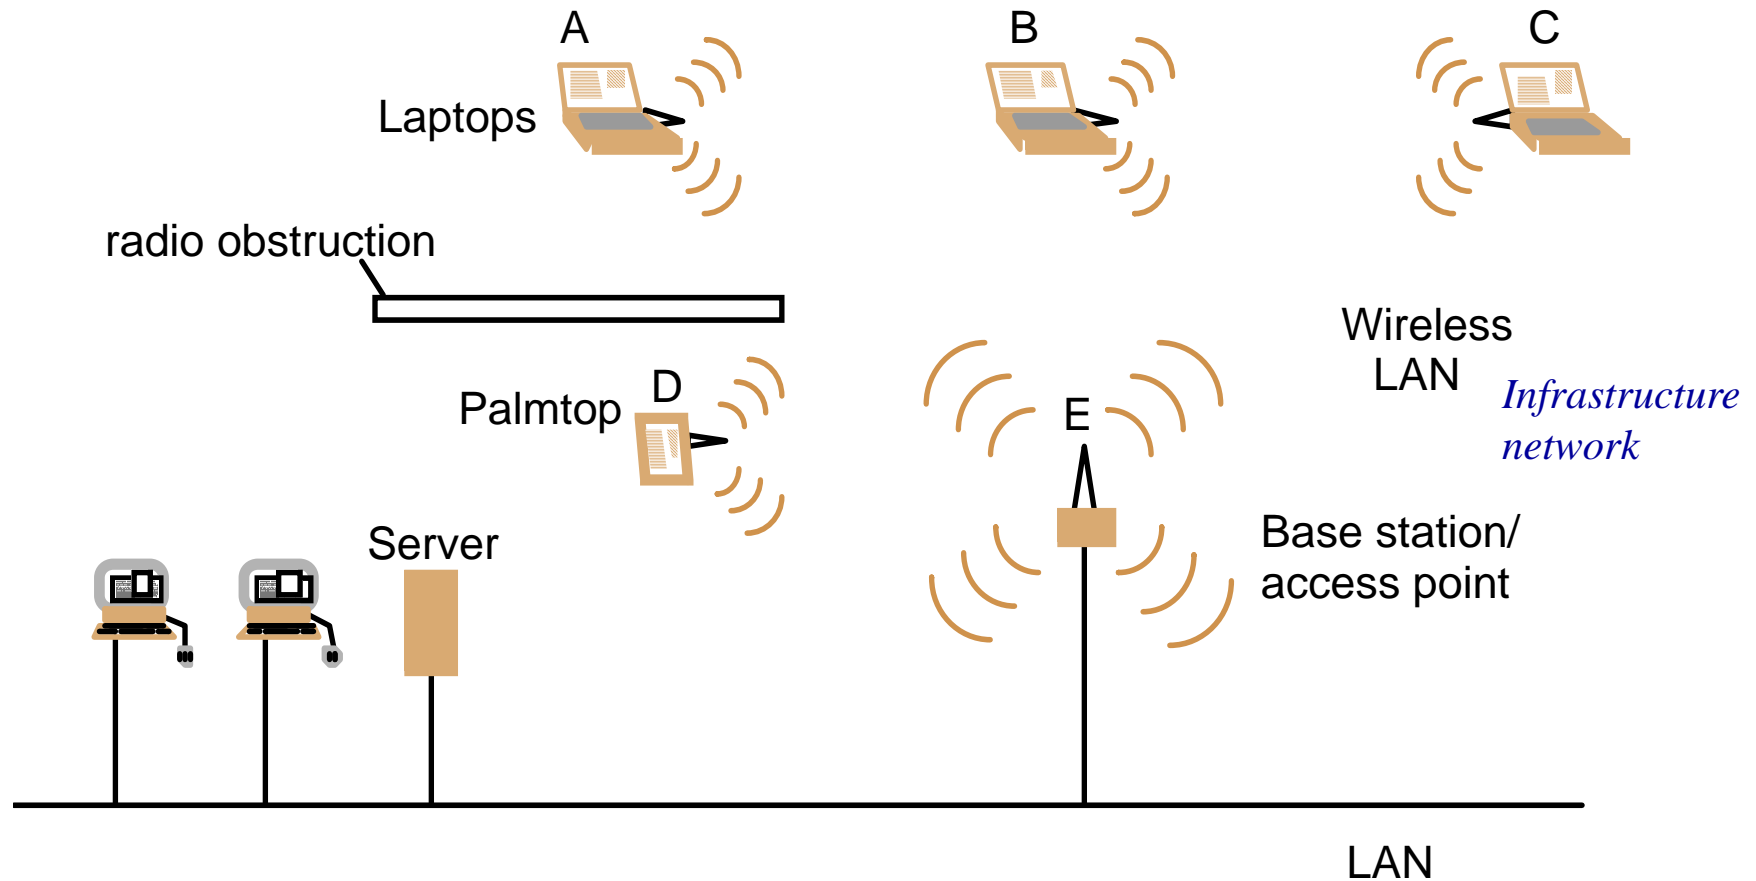 A
B
C
Laptops
radio obstruction
Wireless
LAN
Infrastructure
network
Palmtop
D
E
Server
Base station/
access point
LAN